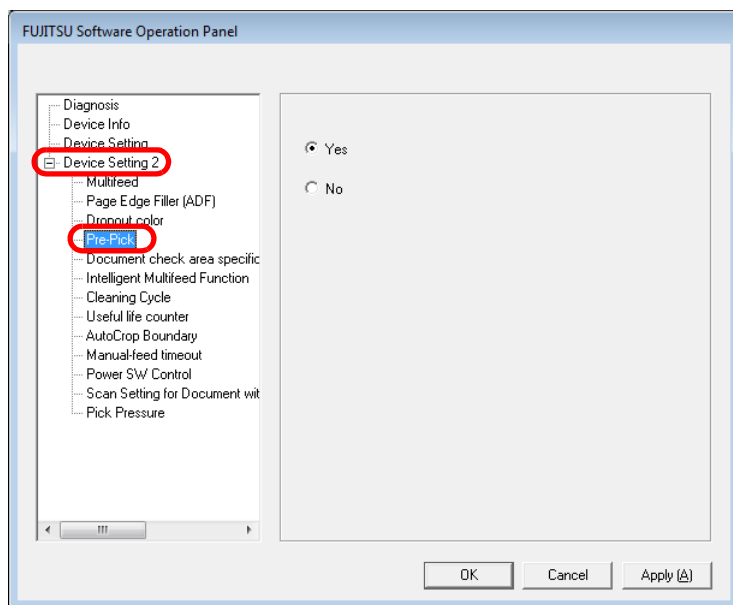 FUJITSU Software Operation Panel
Diagnosis
Device Info
Device Setting
Device Setting 2
Multifeed
Page Edge Filler (ADF)
Dropout color
Pre-Pick
Document check area specific
Intelligent Multifeed Function
Cleaning Cycle
Useful life counter
AutoCrop Boundary
Manual-feed timeout
Power SW Control
Scan Setting for Document wit
Pick Pressure
Yes
No
OK
Cancel
Apply (A)